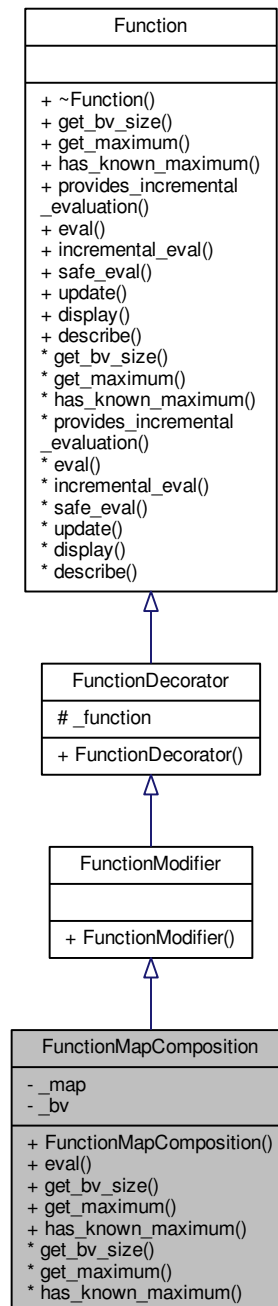 Function
+ ~Function()
+ get_bv_size()
+ get_maximum()
+ has_known_maximum()
+ provides_incremental
_evaluation()
+ eval()
+ incremental_eval()
+ safe_eval()
+ update()
+ display()
+ describe()
* get_bv_size()
* get_maximum()
* has_known_maximum()
* provides_incremental
_evaluation()
* eval()
* incremental_eval()
* safe_eval()
* update()
* display()
* describe()
FunctionDecorator
# _function
+ FunctionDecorator()
FunctionModifier
+ FunctionModifier()
FunctionMapComposition
- _map
- _bv
+ FunctionMapComposition()
+ eval()
+ get_bv_size()
+ get_maximum()
+ has_known_maximum()
* get_bv_size()
* get_maximum()
* has_known_maximum()